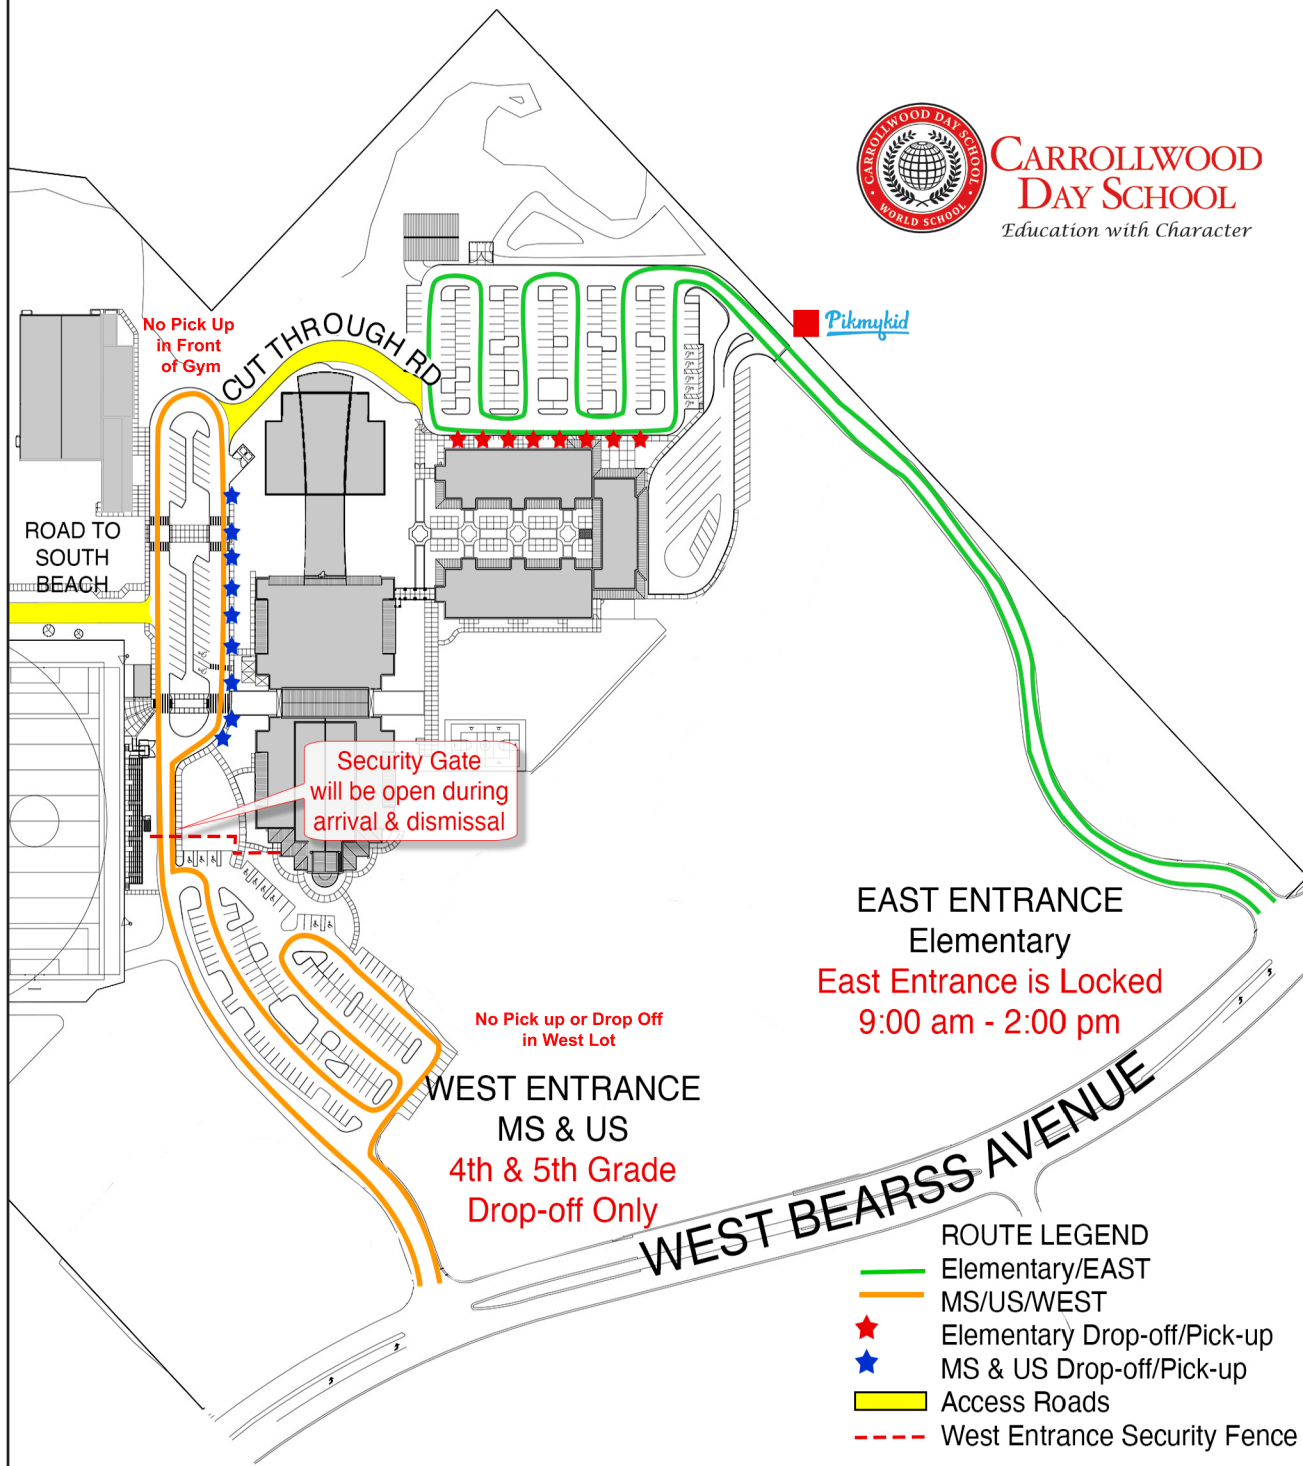 CARROLLWOOD DAY SCHOOL
WORLD SCHOOL
CARROLLWOOD
DAY SCHOOL
Education with Character
No Pick Up
in Front
of Gym
CUT THROUGH RD
Pikmykid
ROAD TO
SOUTH
BEACH
Security Gate
will be open during
arrival & dismissal
EAST ENTRANCE
Elementary
East Entrance is Locked
9:00 am - 2:00 pm
No Pick up or Drop Off
in West Lot
WEST ENTRANCE
MS & US
4th & 5th Grade
Drop-off Only
WEST BEARSS AVENUE
ROUTE LEGEND
Elementary/EAST
MS/US/WEST
Elementary Drop-off/Pick-up
MS & US Drop-off/Pick-up
Access Roads
West Entrance Security Fence